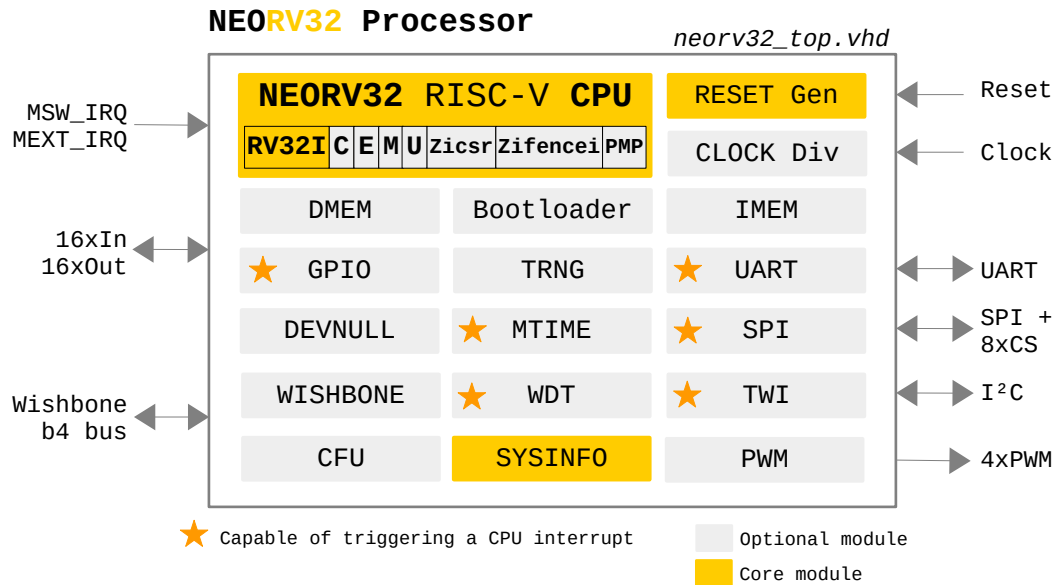 NEORV32 Processor
neorv32_top.vhd
NEORV32 RISC-V CPU
RESET Gen
Reset
MSW_IRQ
MEXT_IRQ
RV32I C E M U Zicsr Zifencei PMP
CLOCK Div
Clock
DMEM
Bootloader
IMEM
16xIn
16xOut
GPIO
TRNG
UART
UART
DEVNULL
MTIME
SPI
SPI +
8xCS
Wishbone
b4 bus
WISHBONE
WDT
TWI
I²C
CFU
SYSINFO
PWM
4xPWM
Capable of triggering a CPU interrupt
Optional module
Core module